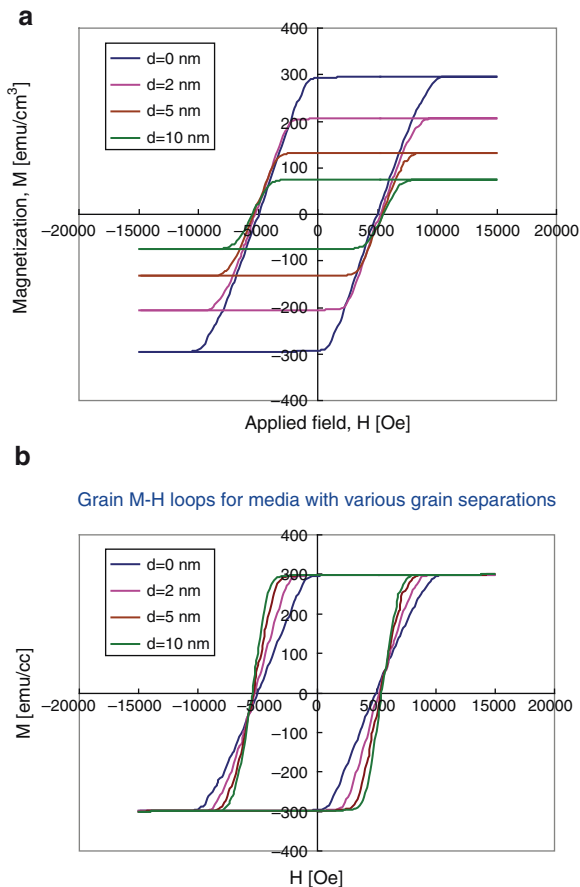 a
400
300
200
100
0
−100
−200
−300
−400
−20000 −15000 −10000 −5000 0 5000 10000 15000 20000
d=0 nm
d=2 nm
d=5 nm
d=10 nm
Magnetization, M [emu/cm³]
Applied field, H [Oe]
b
Grain M-H loops for media with various grain separations
400
300
200
100
0
−100
−200
−300
−400
−20000 −15000 −10000 −5000 0 5000 10000 15000 20000
d=0 nm
d=2 nm
d=5 nm
d=10 nm
M [emu/cc]
H [Oe]